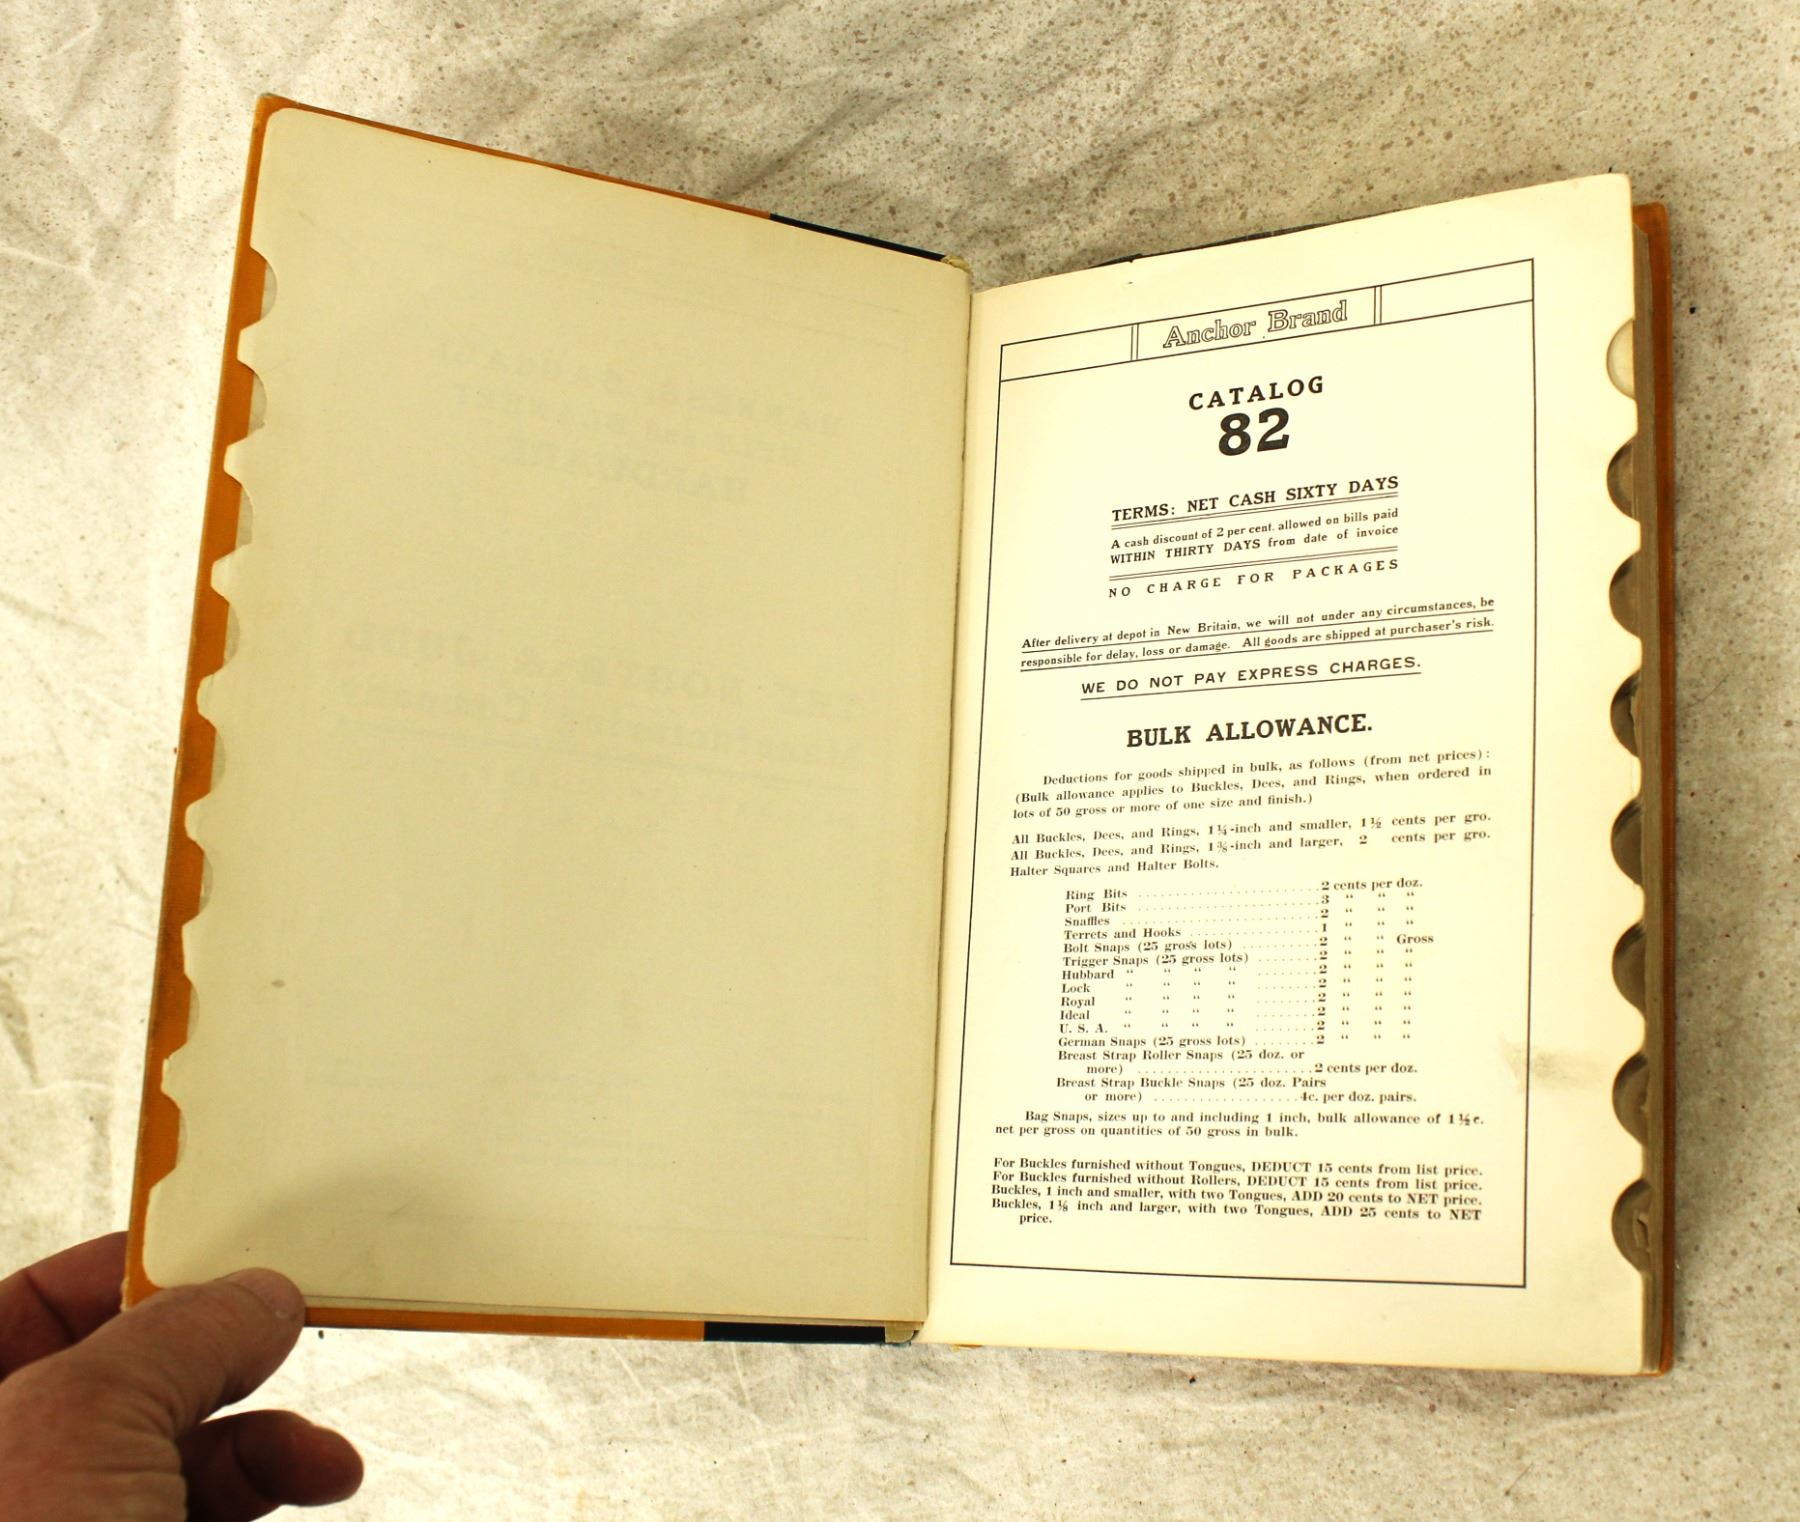 Anchor Brand
CATALOG
82
TERMS: NET CASH SIXTY DAYS
A cash discount of 2 per cent. allowed on bills paid
WITHIN THIRTY DAYS from date of invoice
NO CHARGE FOR PACKAGES
After delivery at depot in New Britain, we will not under any circumstances, be
responsible for delay, loss or damage. All goods are shipped at purchaser's risk.
WE DO NOT PAY EXPRESS CHARGES.
BULK ALLOWANCE.
Deductions for goods shipped in bulk, as follows (from net prices):
(Bulk allowance applies to Buckles, Dees, and Rings, when ordered in
lots of 50 gross or more of one size and finish.)
All Buckles, Dees, and Rings, 1¼-inch and smaller, 1½ cents per gro.
All Buckles, Dees, and Rings, 1⅜-inch and larger, 2 cents per gro.
Halter Squares and Halter Bolts.
Ring Bits ........................ 2 cents per doz.
Port Bits ........................ 3 " " "
Snaffles ........................ 2 " " "
Terrets and Hooks ................. 1 " " "
Bolt Snaps (25 gross lots) .......... 2 " " Gross
Trigger Snaps (25 gross lots) ........ 2 " " "
Hubbard " " " " ........ 2 " " "
Lock " " " " ........ 2 " " "
Royal " " " " ........ 2 " " "
Ideal " " " " ........ 2 " " "
U. S. A. " " " " ........ 2 " " "
German Snaps (25 gross lots) ........ 2 " " "
Breast Strap Roller Snaps (25 doz. or
more) ........................ 2 cents per doz.
Breast Strap Buckle Snaps (25 doz. Pairs
or more) ................... 4c. per doz. pairs.
Bag Snaps, sizes up to and including 1 inch, bulk allowance of 1½c.
net per gross on quantities of 50 gross in bulk.
For Buckles furnished without Tongues, DEDUCT 15 cents from list price.
For Buckles furnished without Rollers, DEDUCT 15 cents from list price.
Buckles, 1 inch and smaller, with two Tongues, ADD 20 cents to NET price.
Buckles, 1⅛ inch and larger, with two Tongues, ADD 25 cents to NET
price.